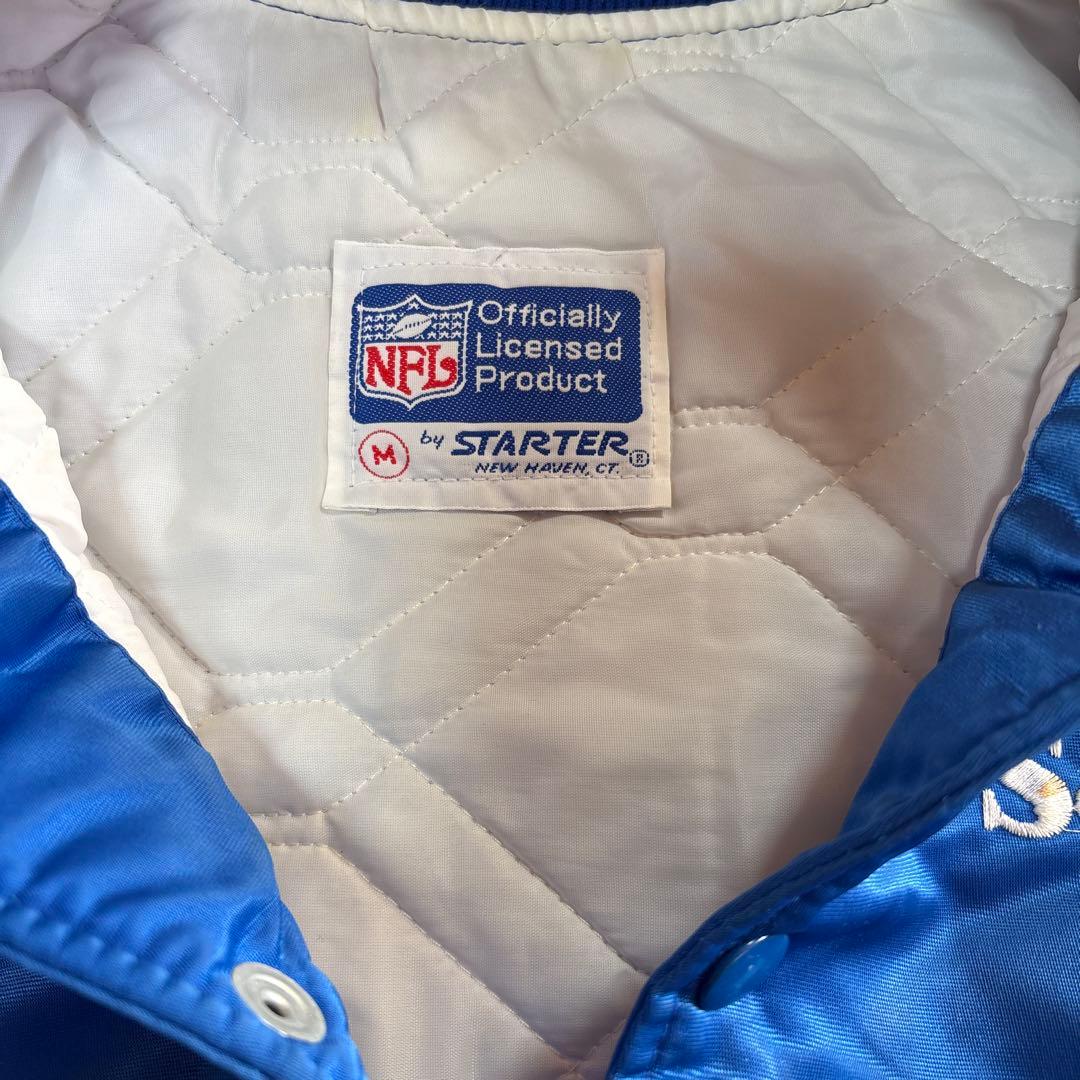 NFL
Officially
Licensed
Product
M
by STARTER®
NEW HAVEN, CT.
S